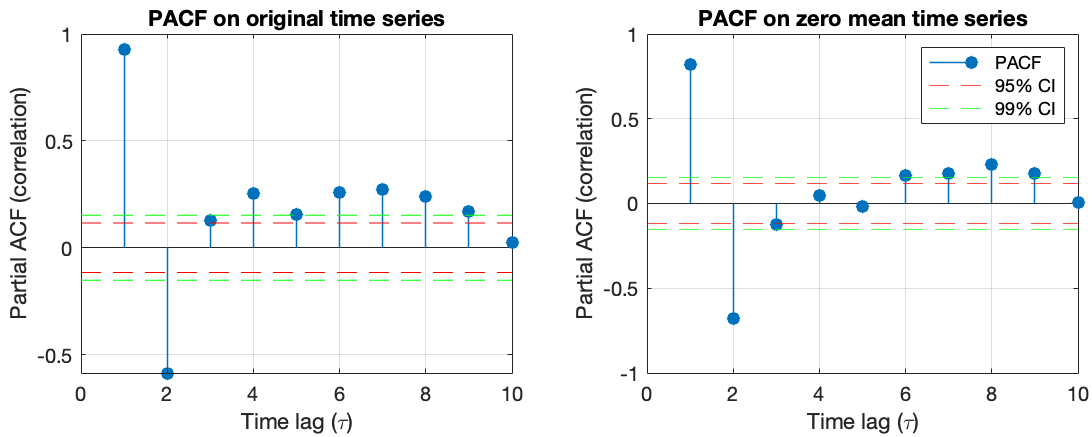 PACF on original time series
Partial ACF (correlation)
1
0.5
0
-0.5
0
2
4
6
8
10
Time lag (τ)
PACF on zero mean time series
Partial ACF (correlation)
1
0.5
0
-0.5
-1
0
2
4
6
8
10
Time lag (τ)
PACF
95% CI
99% CI